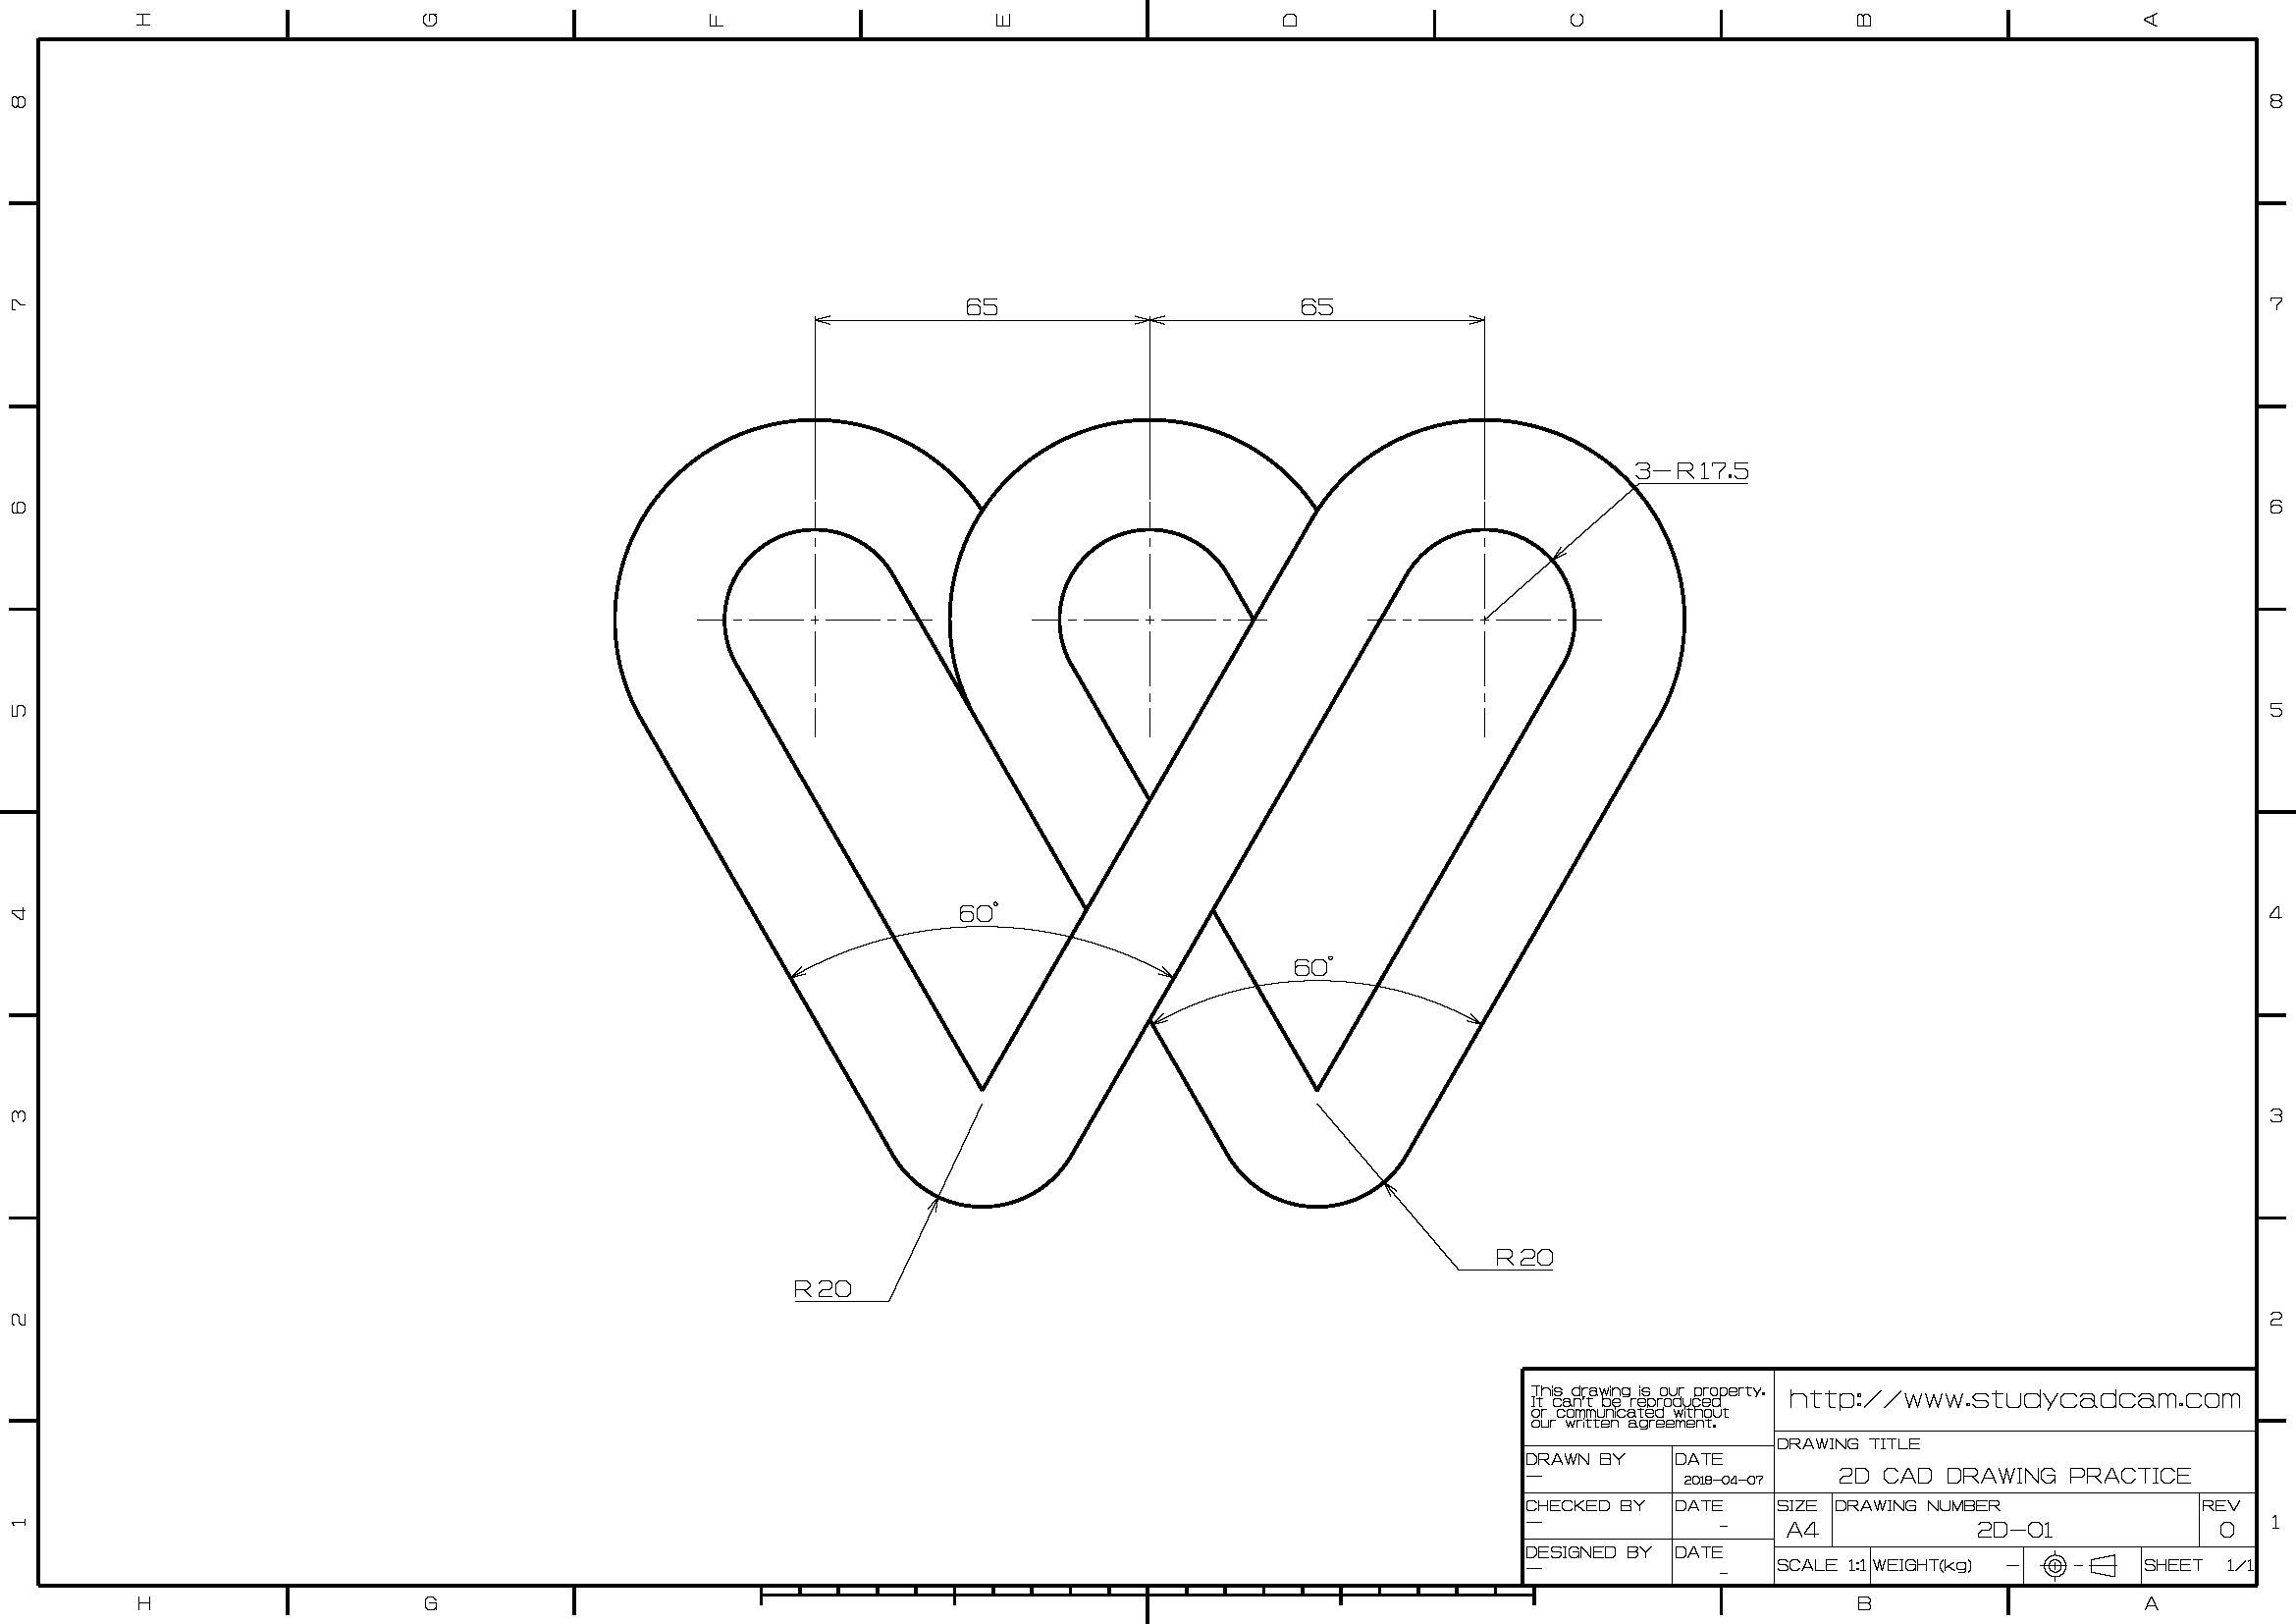 H G F E D C B A
8 8
7 7
6 6
5 5
4 4
3 3
2 2
1 1
65 65
3-R17.5
60°
60°
R20
R20
This drawing is our property.
It can't be reproduced
or communicated without
our written agreement.
http://www.studycadcam.com
DRAWING TITLE
2D CAD DRAWING PRACTICE
DRAWN BY DATE
— 2018-04-07
CHECKED BY DATE
— -
DESIGNED BY DATE
— -
SIZE DRAWING NUMBER REV
A4 2D-01 0
SCALE 1:1 WEIGHT(kg) - - SHEET 1/1
H G B A